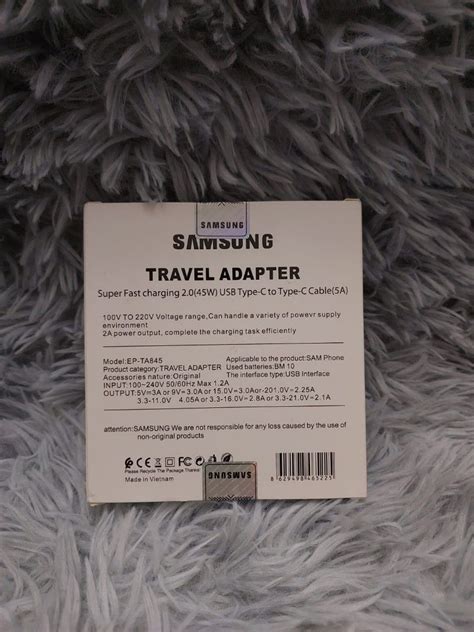 SAMSUNG
SAMSUNG
TRAVEL ADAPTER
Super Fast charging 2.0(45W) USB Type-C to Type-C Cable(5A)
100V TO 220V Voltage range,Can handle a variety of powevr supply
environment
2A power output, complete the charging task efficiently
Model:EP-TA845
Product category:TRAVEL ADAPTER
Accessories nature:Original
Applicable to the product:SAM Phone
Used batteries:BM 10
The interface type:USB Interface
INPUT:100-240V 50/60Hz Max 1.2A
OUTPUT:5V=3A or 9V=3.0A or 15.0V=3.0Aor-201.0V=2.25A
3.3-11.0V 4.05A or 3.3-16.0V=2.8A or 3.3-21.0V=2.1A
attention:SAMSUNG We are not responsible for any loss caused by the use of
non-original products
Please Recycle The Package Thanks
Made in Vietnam
SAMSUNG
8629498465225